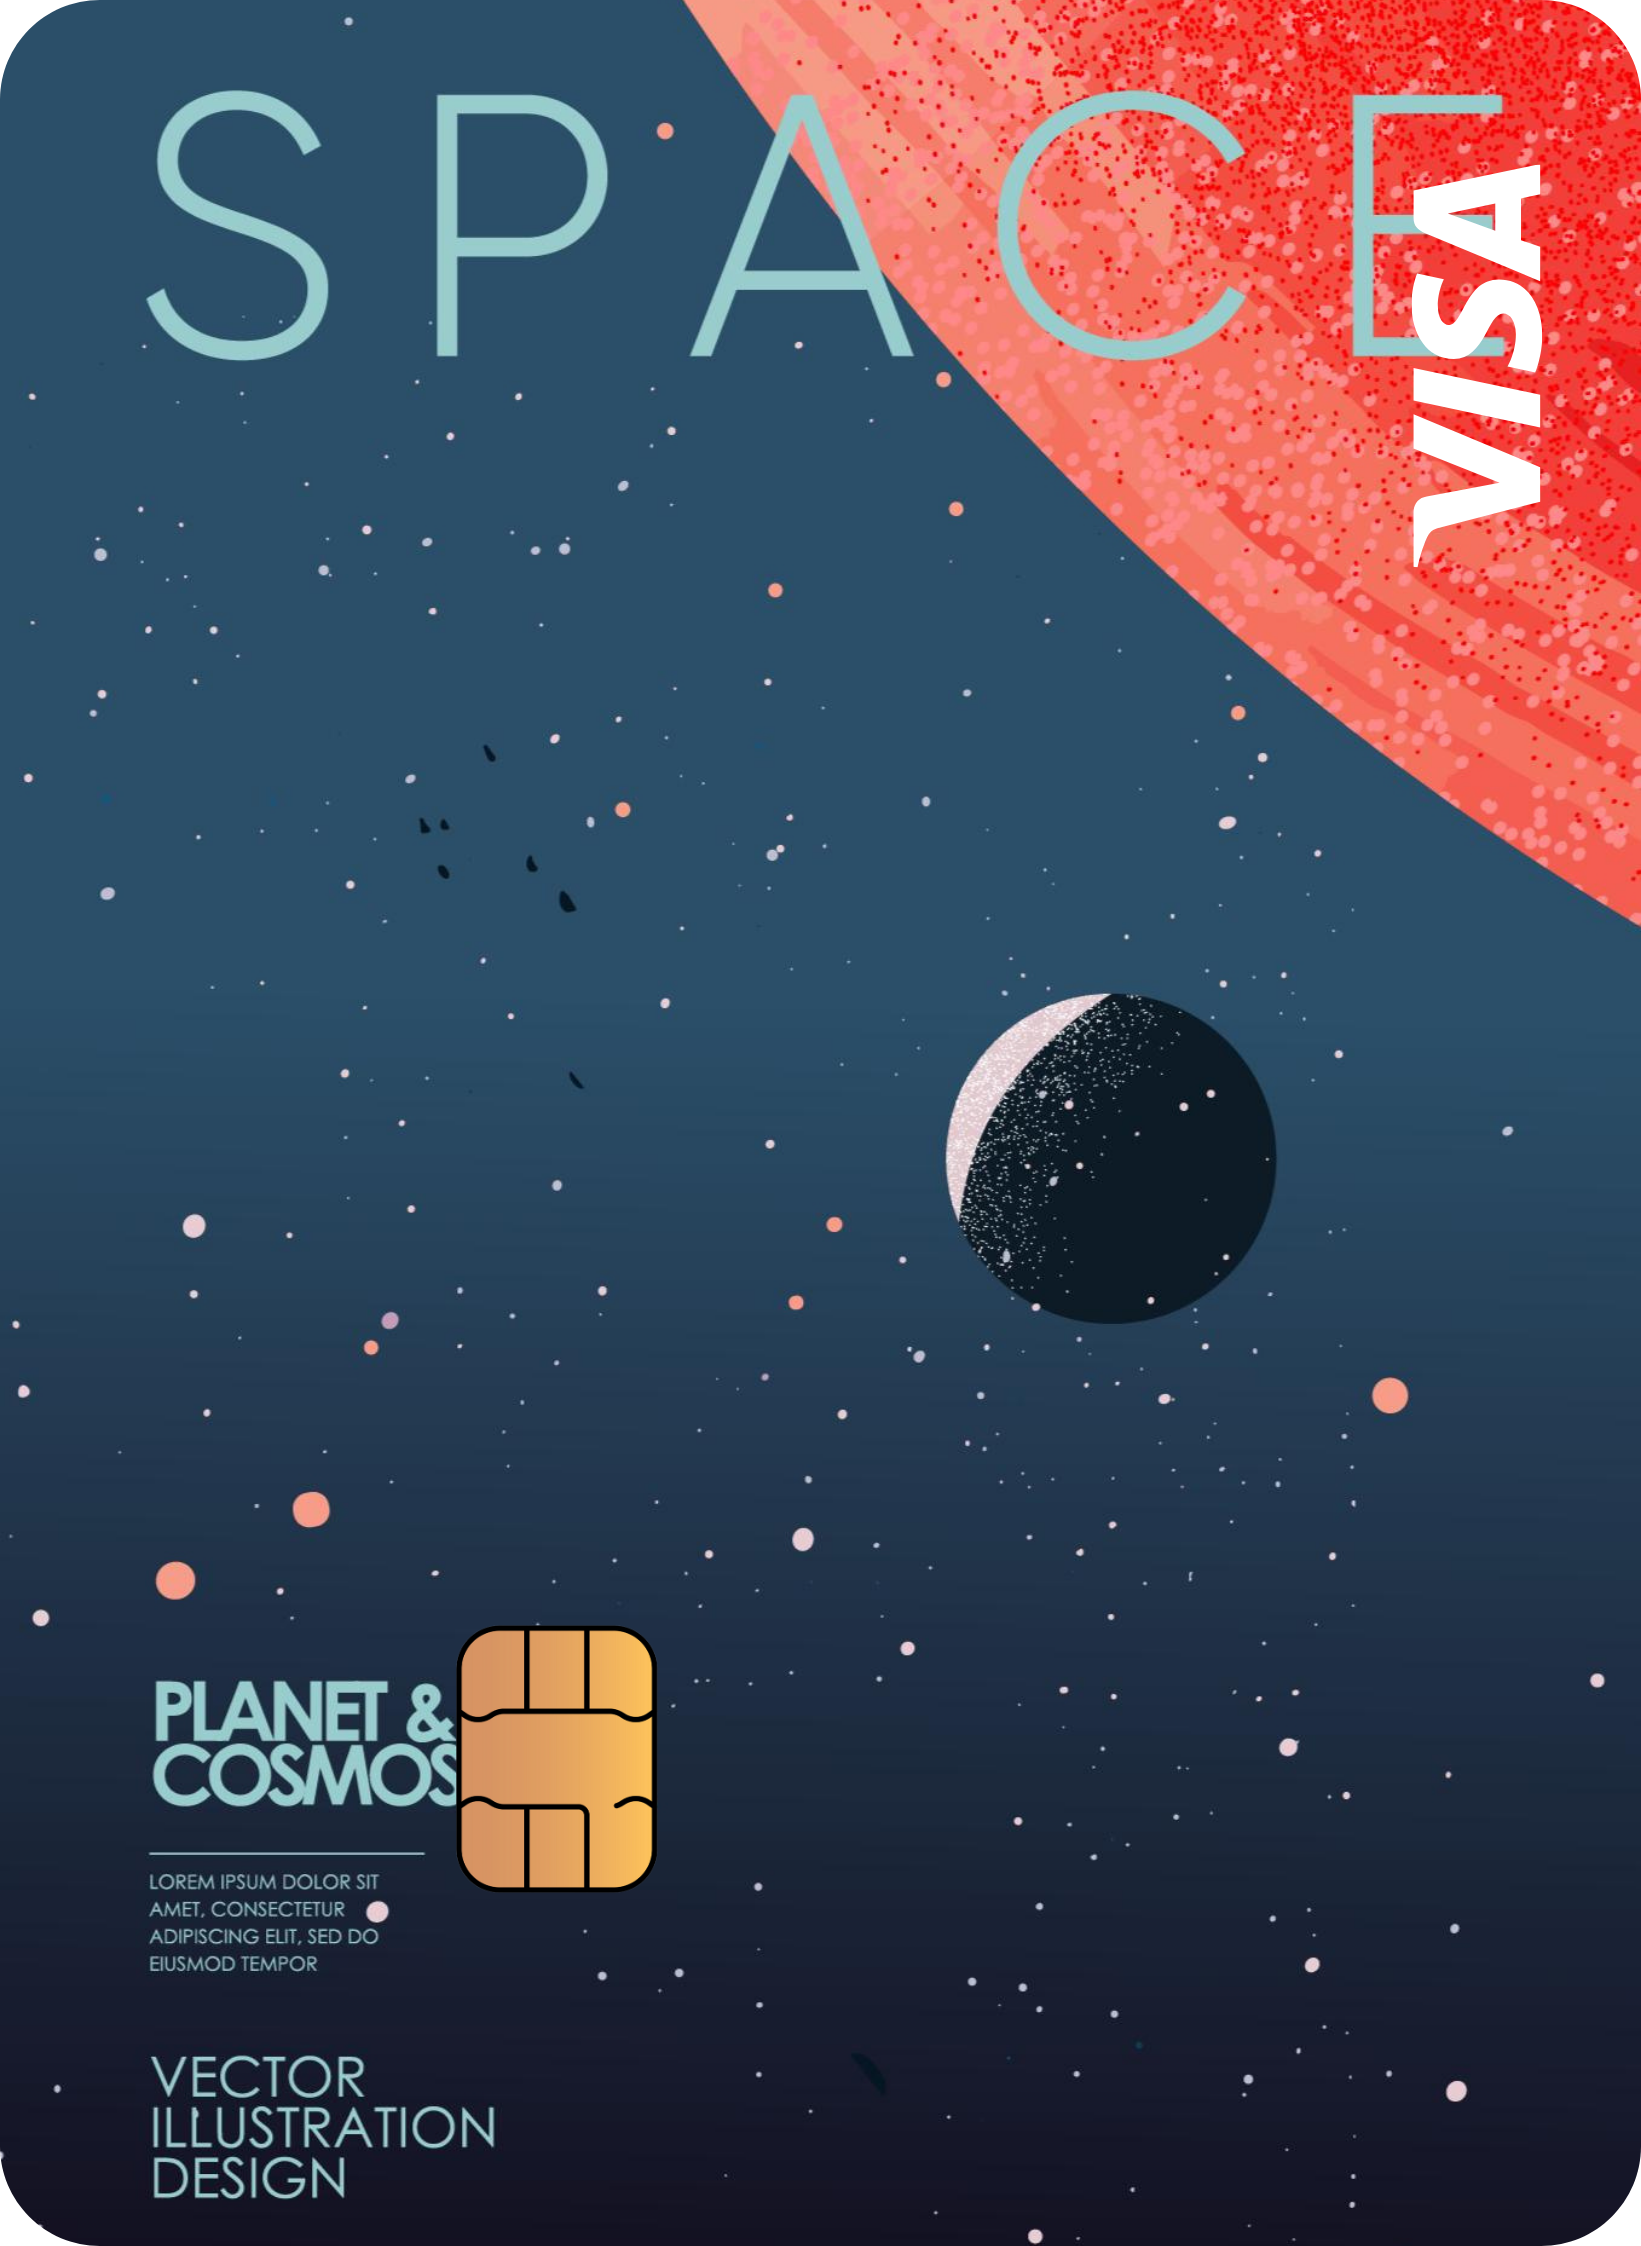 SPACE
VISA
PLANET &
COSMOS
LOREM IPSUM DOLOR SIT
AMET, CONSECTETUR
ADIPISCING ELIT, SED DO
EIUSMOD TEMPOR
VECTOR
ILLUSTRATION
DESIGN